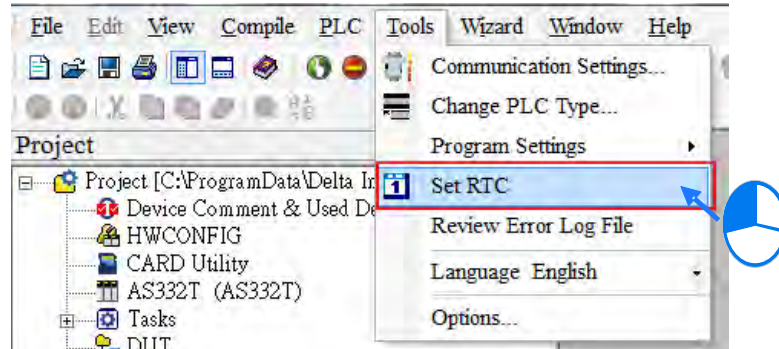 File Edit View Compile PLC Tools Wizard Window Help
Communication Settings...
Change PLC Type...
Project
Program Settings
Project [C:\ProgramData\Delta In
Set RTC
Device Comment & Used De
HWCONFIG
Review Error Log File
CARD Utility
Language English
AS332T (AS332T)
Tasks
Options...
DUT